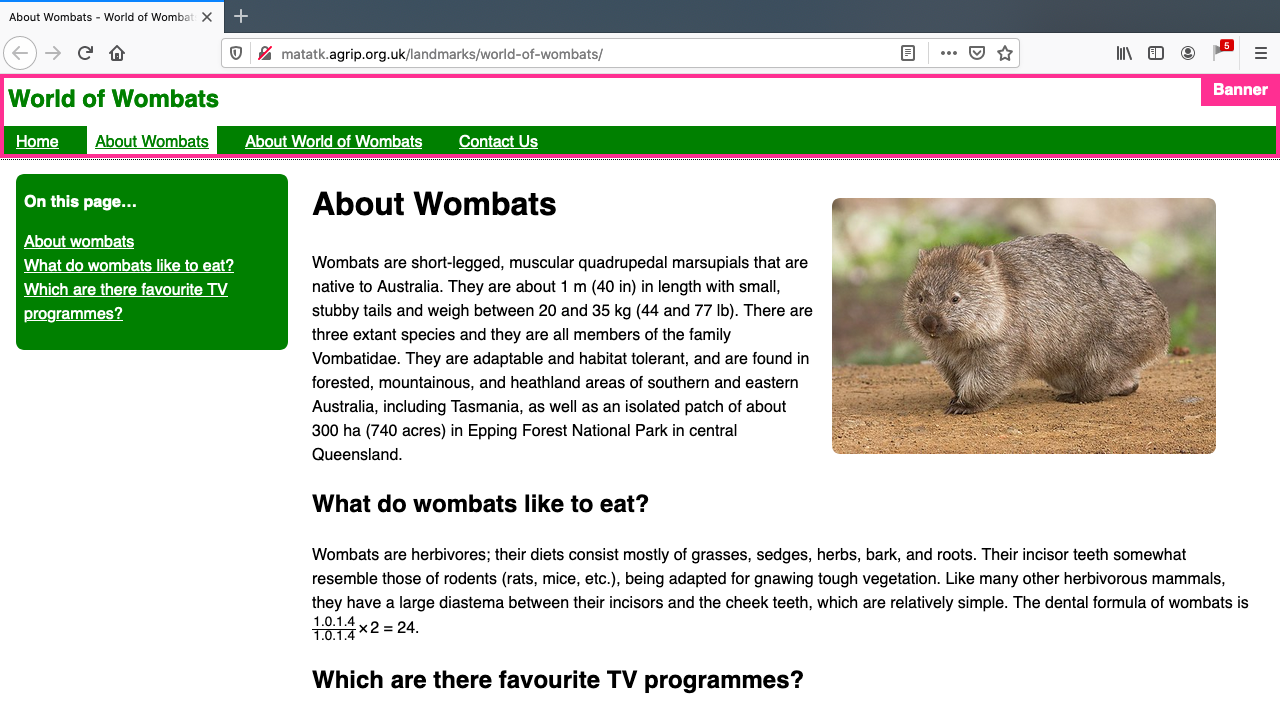 About Wombats - World of Wombat
matatk.agrip.org.uk/landmarks/world-of-wombats/
5
World of Wombats
Banner
Home About Wombats About World of Wombats Contact Us
On this page…
About wombats
What do wombats like to eat?
Which are there favourite TV
programmes?
About Wombats
Wombats are short-legged, muscular quadrupedal marsupials that are
native to Australia. They are about 1 m (40 in) in length with small,
stubby tails and weigh between 20 and 35 kg (44 and 77 lb). There are
three extant species and they are all members of the family
Vombatidae. They are adaptable and habitat tolerant, and are found in
forested, mountainous, and heathland areas of southern and eastern
Australia, including Tasmania, as well as an isolated patch of about
300 ha (740 acres) in Epping Forest National Park in central
Queensland.
What do wombats like to eat?
Wombats are herbivores; their diets consist mostly of grasses, sedges, herbs, bark, and roots. Their incisor teeth somewhat
resemble those of rodents (rats, mice, etc.), being adapted for gnawing tough vegetation. Like many other herbivorous mammals,
they have a large diastema between their incisors and the cheek teeth, which are relatively simple. The dental formula of wombats is
1.0.1.4
1.0.1.4 × 2 = 24.
Which are there favourite TV programmes?